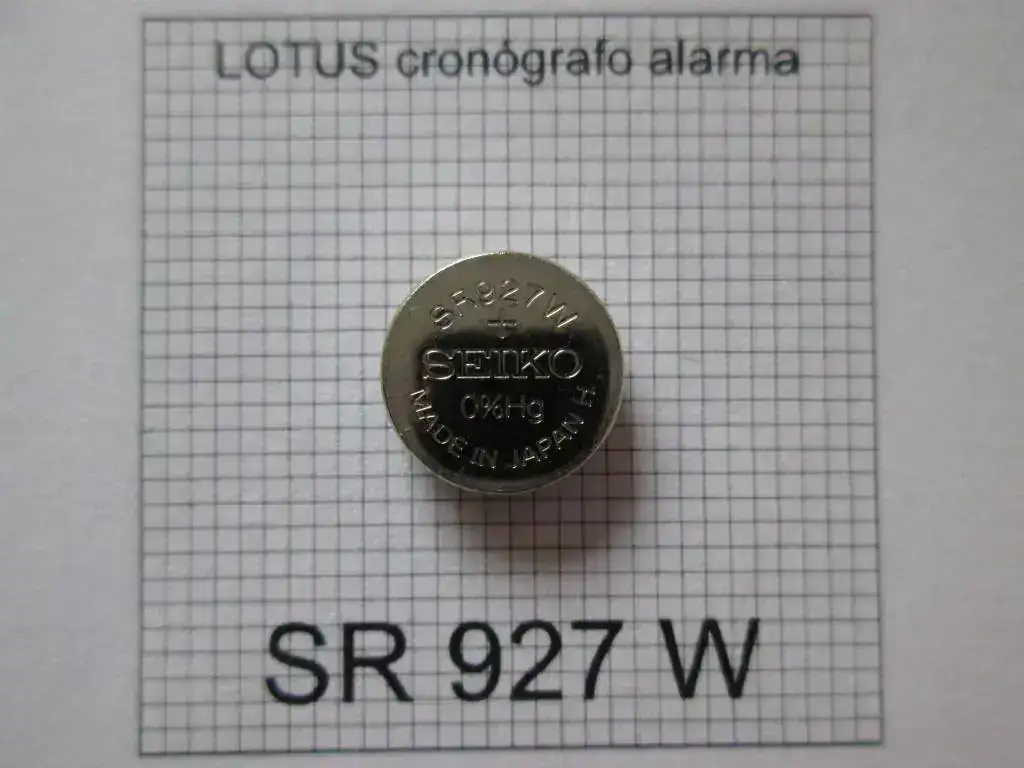 LOTUS cronógrafo alarma
SR927W
+
SEIKO
0%Hg
MADE IN JAPAN H.
SR 927 W